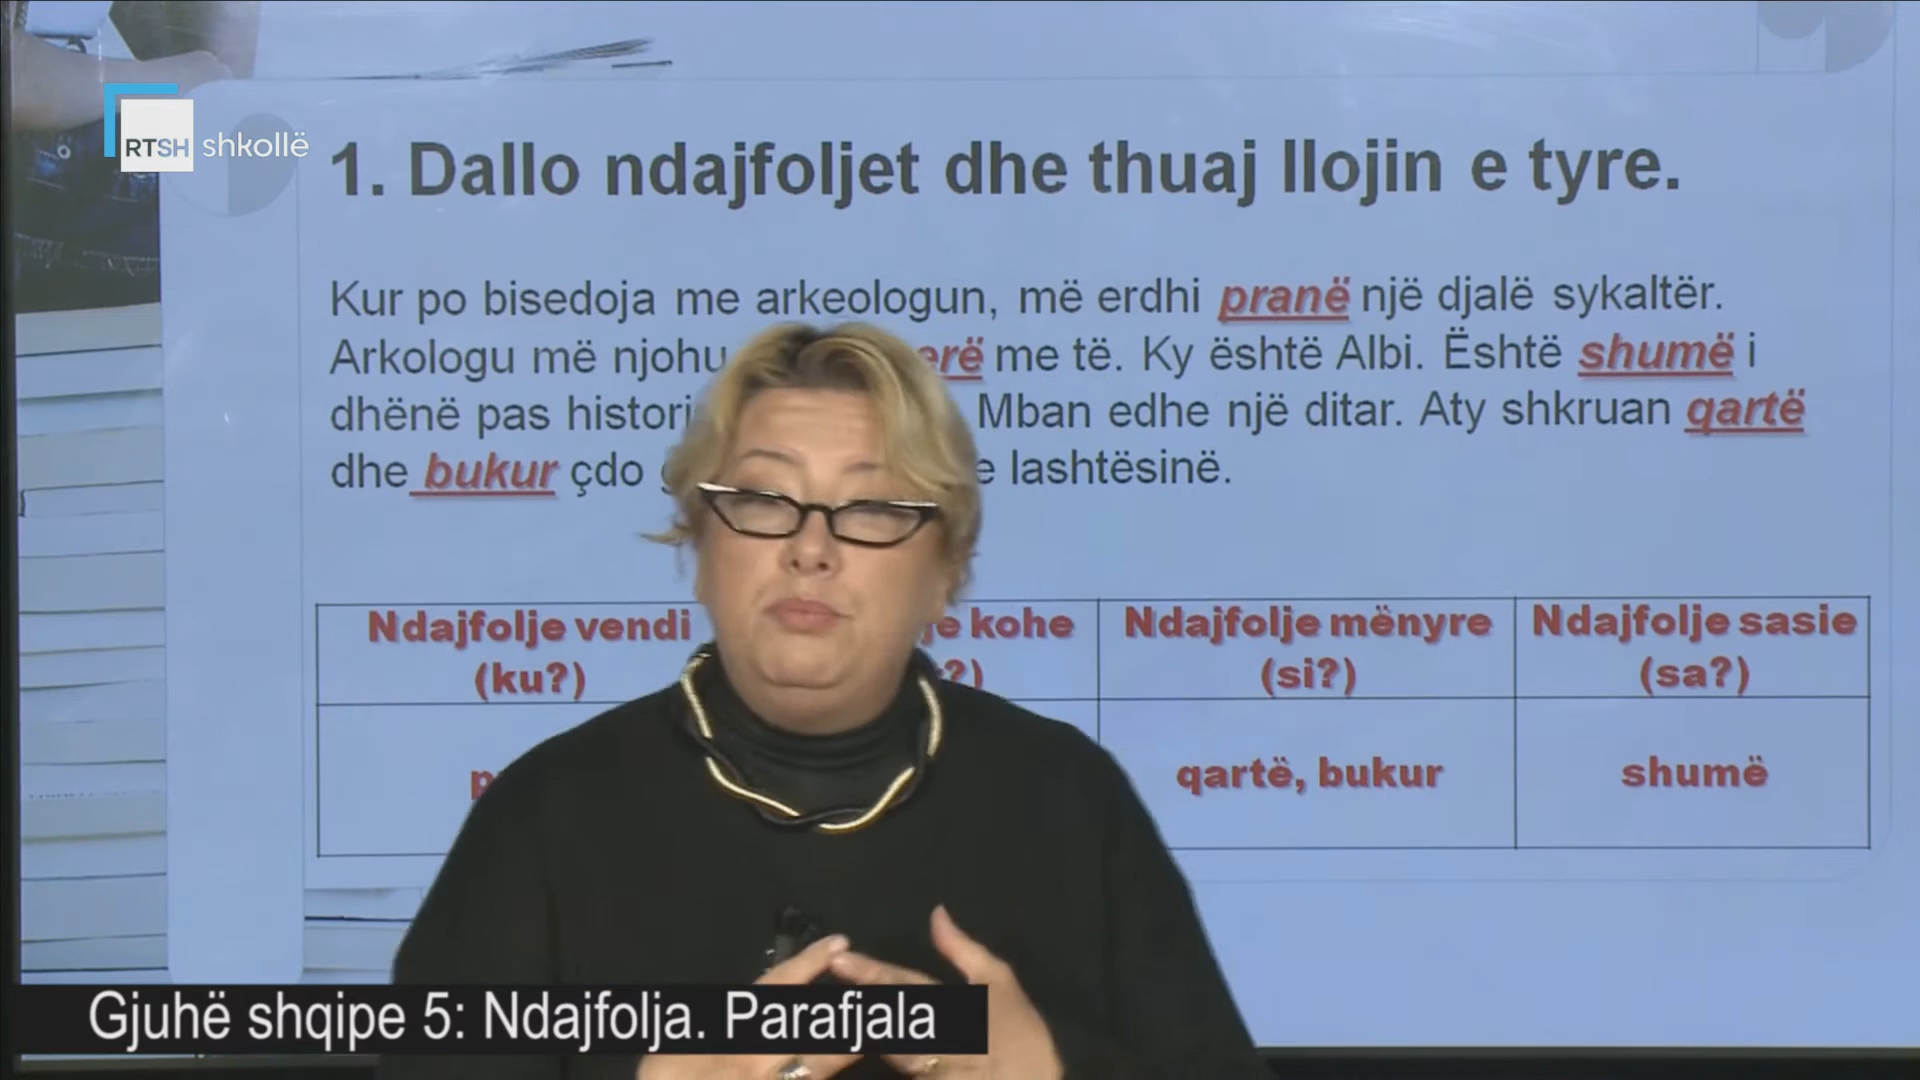 RTSH shkollë
1. Dallo ndajfoljet dhe thuaj llojin e tyre.
Kur po bisedoja me arkeologun, më erdhi pranë një djalë sykaltër.
Arkologu më njohu me të. Ky është Albi. Është shumë i
dhënë pas Mban edhe një ditar. Aty shkruan qartë
dhe bukur çdo lashtësinë.
Ndajfolje vendi kohe Ndajfolje mënyre Ndajfolje sasie
(ku?) (si?) (sa?)
qartë, bukur shumë
Gjuhë shqipe 5: Ndajfolja. Parafjala